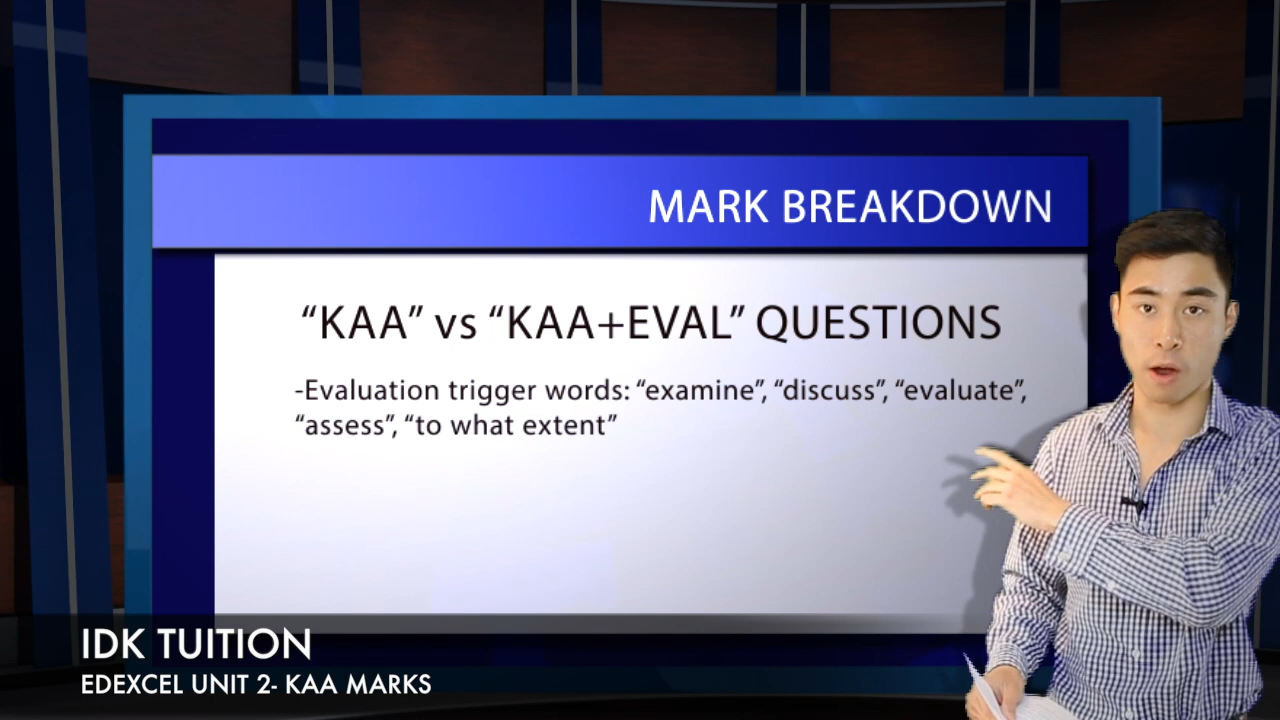 MARK BREAKDOWN
“KAA” vs “KAA+EVAL” QUESTIONS
-Evaluation trigger words: “examine”, “discuss”, “evaluate”,
“assess”, “to what extent”
IDK TUITION
EDEXCEL UNIT 2- KAA MARKS